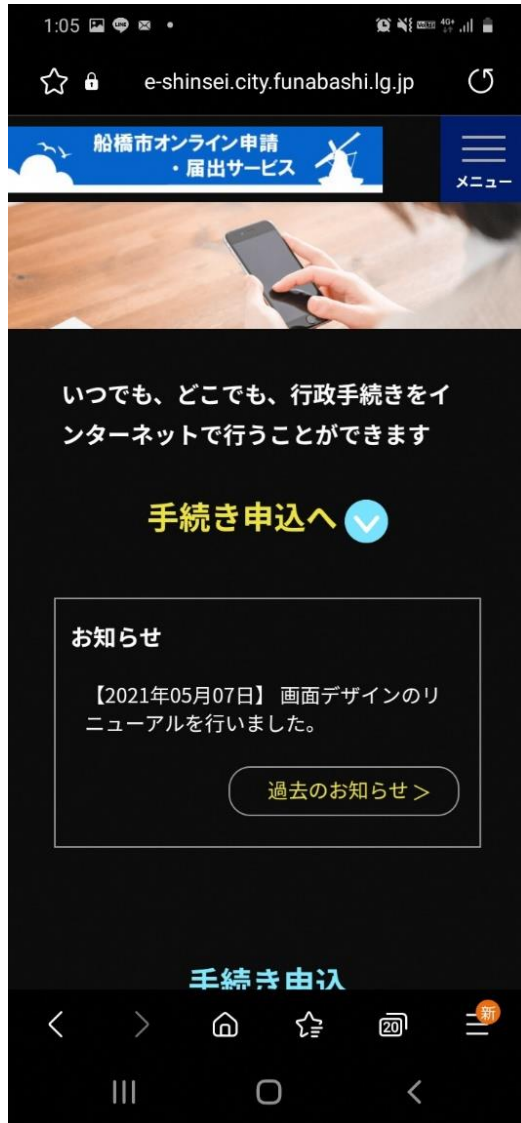 1:05
e-shinsei.city.funabashi.lg.jp
船橋市オンライン申請
・届出サービス
メニュー
いつでも、どこでも、行政手続きをイ
ンターネットで行うことができます
手続き申込へ
お知らせ
【2021年05月07日】 画面デザインのリ
ニューアルを行いました。
過去のお知らせ >
手続き申込
新
20